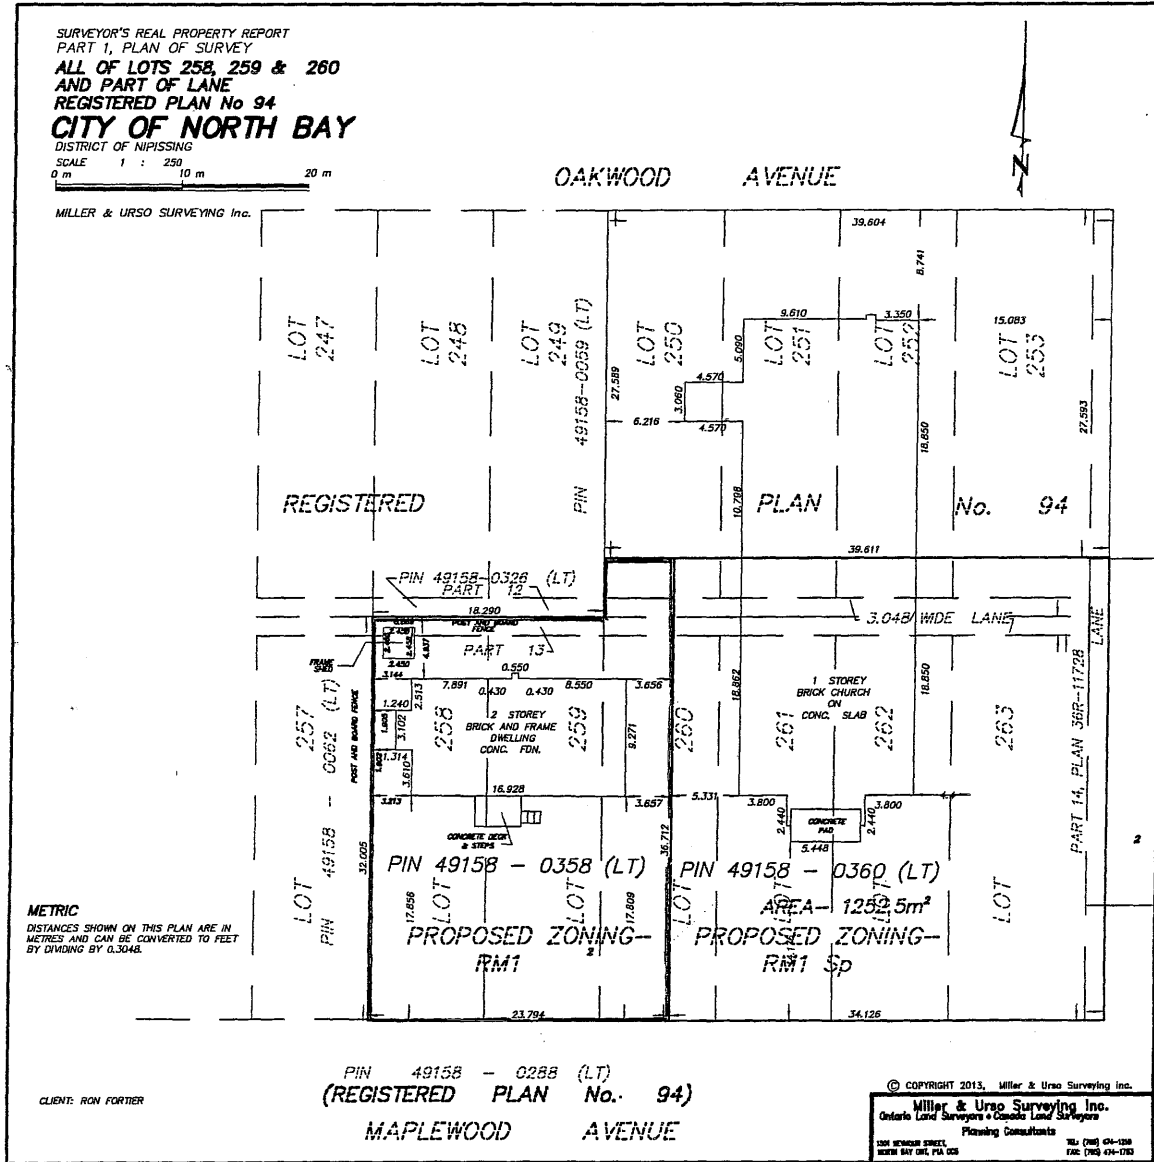 SURVEYOR'S REAL PROPERTY REPORT
PART 1, PLAN OF SURVEY
ALL OF LOTS 258, 259 & 260
AND PART OF LANE
REGISTERED PLAN No 94
CITY OF NORTH BAY
DISTRICT OF NIPISSING
SCALE 1 : 250
0 m 10 m 20 m
MILLER & URSO SURVEYING Inc.
N
OAKWOOD AVENUE
39.604
8.741
9.610
3.350
15.083
LOT 247
LOT 248
LOT 249
PIN 49158-0059 (LT)
LOT 250
LOT 251
LOT 252
LOT 253
5.090
4.570
27.589
3.060
6.216
4.570
18.850
27.593
10.798
REGISTERED PLAN No. 94
39.611
PIN 49158-0326 (LT)
PART 12
18.290
POST AND BOARD
FENCE
3.048 WIDE LANE
LANE
PART 13
FRAME
SHED
2.450
4.937
3.144
0.550
7.891
0.430
0.430
8.550
3.656
2.513
1.240
3.102
1.314
3.610
2 STOREY
BRICK AND FRAME
DWELLING
CONC. FDN.
9.271
18.862
1 STOREY
BRICK CHURCH
ON
CONC. SLAB
18.850
257
258
259
260
261
262
263
POST AND BOARD FENCE
PIN 49158 - 0062 (LT)
PART 14, PLAN 36R-11728
3.213
16.928
3.657
5.331
3.800
3.800
2.440
2.440
CONCRETE
PAD
5.448
CONCRETE DECK
& STEPS
32.005
36.712
PIN 49158 - 0358 (LT)
PIN 49158 - 0360 (LT)
LOT
LOT
LOT
LOT
LOT
LOT
LOT
17.856
17.809
AREA- 1252.5m²
PROPOSED ZONING-
RM1
PROPOSED ZONING-
RM1 Sp
2
2
METRIC
DISTANCES SHOWN ON THIS PLAN ARE IN
METRES AND CAN BE CONVERTED TO FEET
BY DIVIDING BY 0.3048.
23.794
34.126
PIN 49158 - 0288 (LT)
(REGISTERED PLAN No. 94)
MAPLEWOOD AVENUE
CLIENT: RON FORTIER
© COPYRIGHT 2013, Miller & Urso Surveying Inc.
Miller & Urso Surveying Inc.
Ontario Land Surveyors • Canada Land Surveyors
Planning Consultants
1501 SEYMOUR STREET,
NORTH BAY ONT,